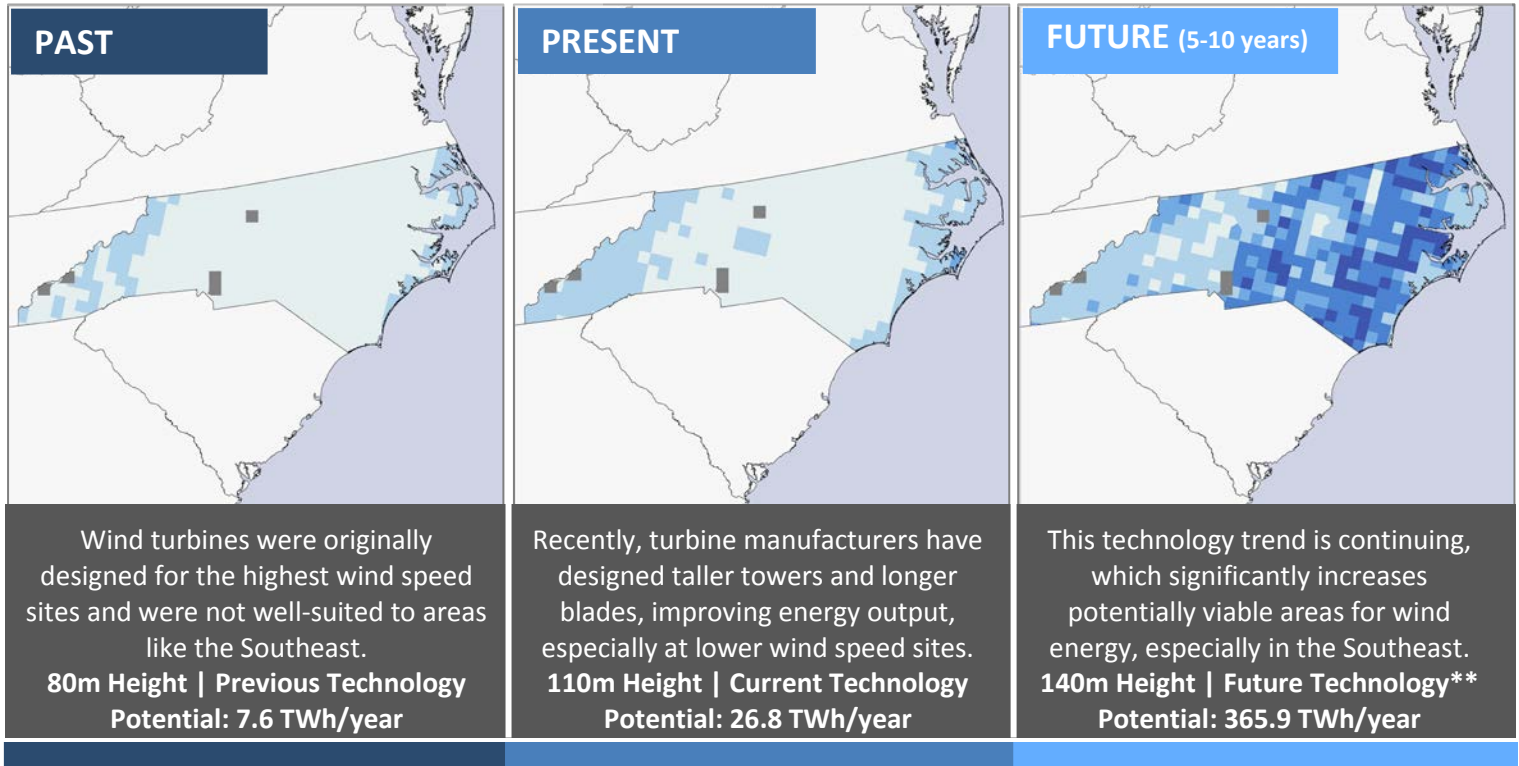 PAST
Wind turbines were originally
designed for the highest wind speed
sites and were not well-suited to areas
like the Southeast.
80m Height | Previous Technology
Potential: 7.6 TWh/year
PRESENT
Recently, turbine manufacturers have
designed taller towers and longer
blades, improving energy output,
especially at lower wind speed sites.
110m Height | Current Technology
Potential: 26.8 TWh/year
FUTURE (5-10 years)
This technology trend is continuing,
which significantly increases
potentially viable areas for wind
energy, especially in the Southeast.
140m Height | Future Technology**
Potential: 365.9 TWh/year